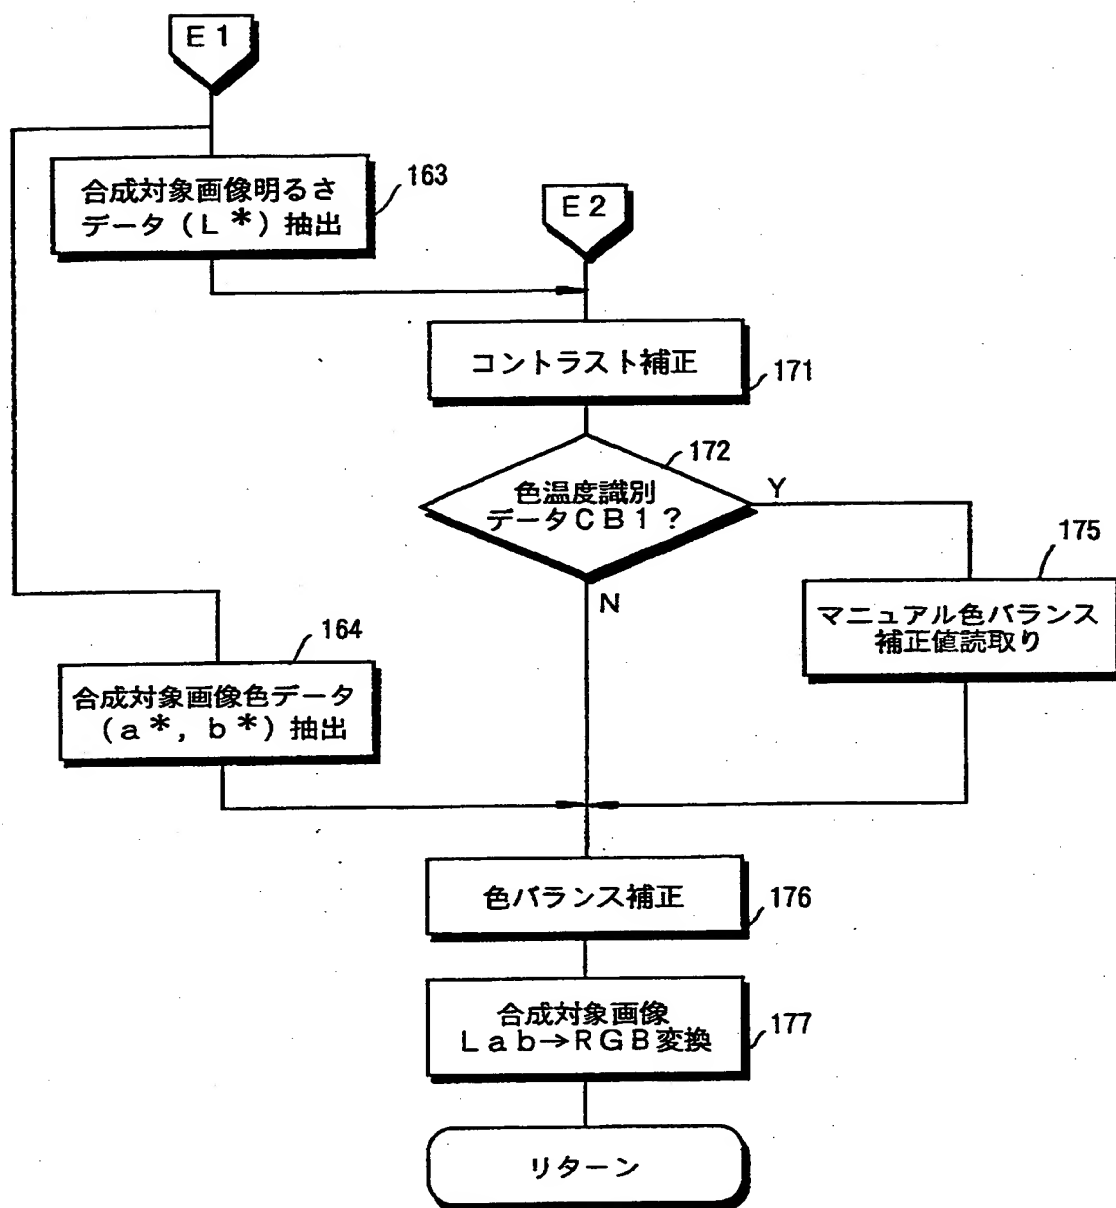 E1
合成対象画像明るさ
データ（L*）抽出
163
E2
コントラスト補正
171
172
色温度識別
データCB1？
Y
N
175
マニュアル色バランス
補正値読取り
164
合成対象画像色データ
（a*，b*）抽出
色バランス補正
176
合成対象画像
Lab→RGB変換
177
リターン